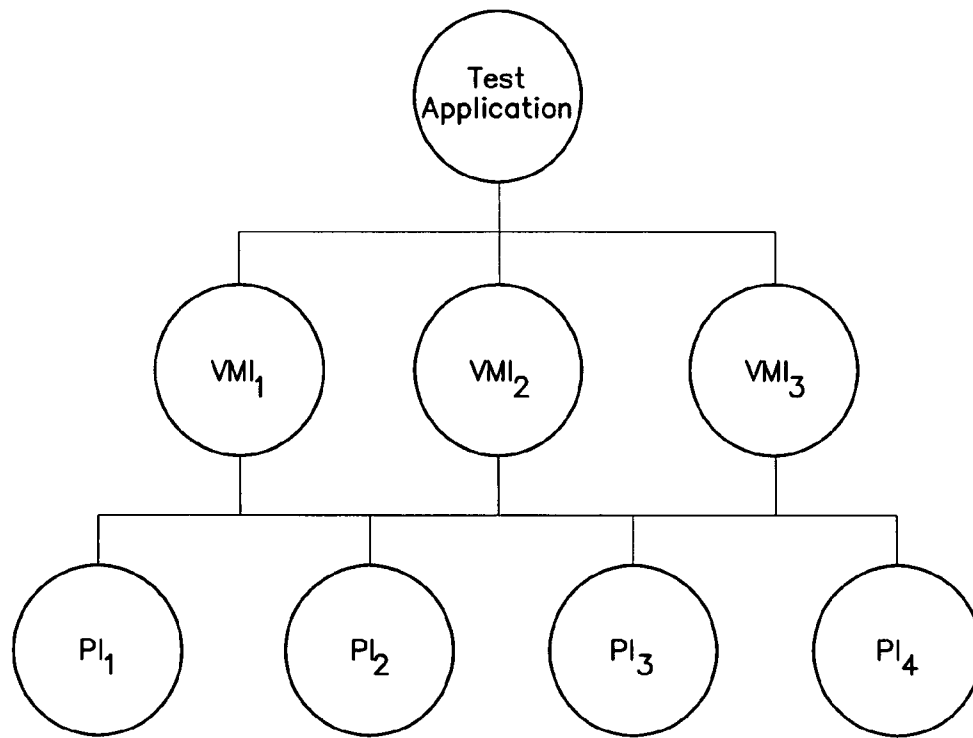 Test
Application
VMI₁ VMI₂ VMI₃
PI₁ PI₂ PI₃ PI₄